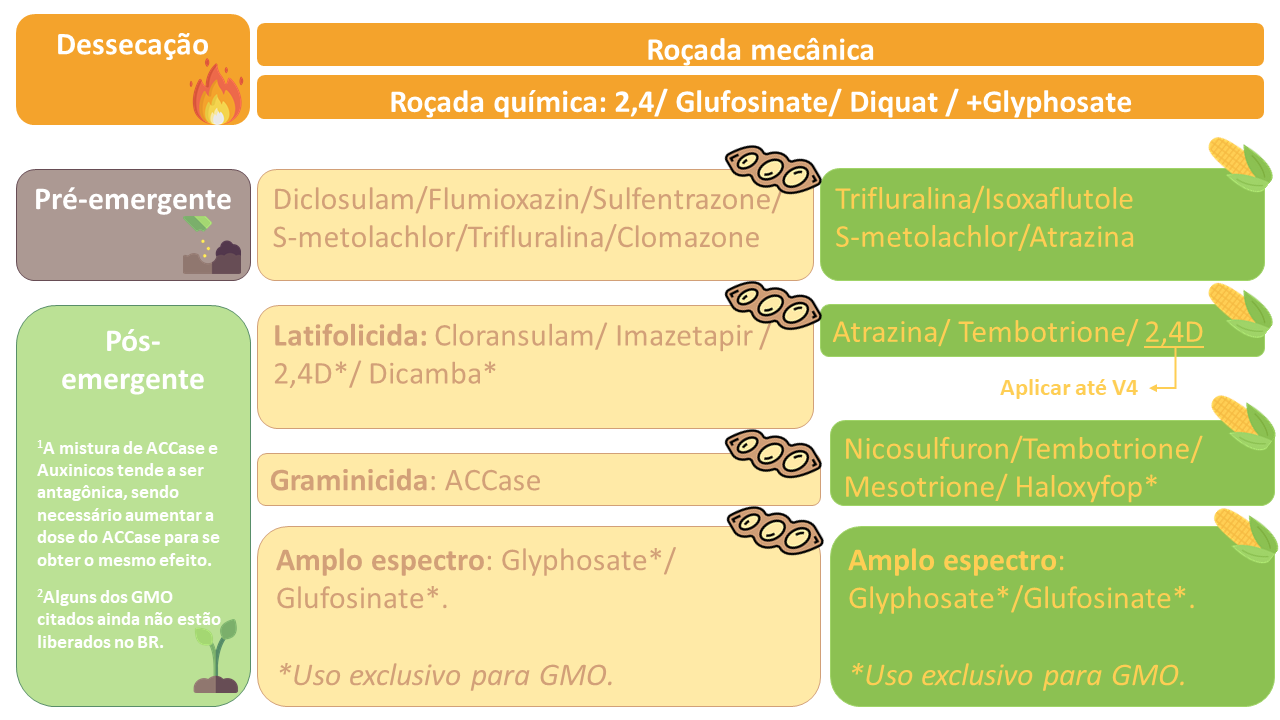 Dessecação
Roçada mecânica
Roçada química: 2,4/ Glufosinate/ Diquat / +Glyphosate
Pré-emergente
Diclosulam/Flumioxazin/Sulfentrazone/
S-metolachlor/Trifluralina/Clomazone
Trifluralina/Isoxaflutole
S-metolachlor/Atrazina
Pós-
emergente
¹A mistura de ACCase e
Auxinicos tende a ser
antagônica, sendo
necessário aumentar a
dose do ACCase para se
obter o mesmo efeito.
²Alguns dos GMO
citados ainda não estão
liberados no BR.
Latifolicida: Cloransulam/ Imazetapir /
2,4D*/ Dicamba*
Atrazina/ Tembotrione/ 2,4D
Aplicar até V4
Graminicida: ACCase
Nicosulfuron/Tembotrione/
Mesotrione/ Haloxyfop*
Amplo espectro: Glyphosate*/
Glufosinate*.
*Uso exclusivo para GMO.
Amplo espectro:
Glyphosate*/Glufosinate*.
*Uso exclusivo para GMO.